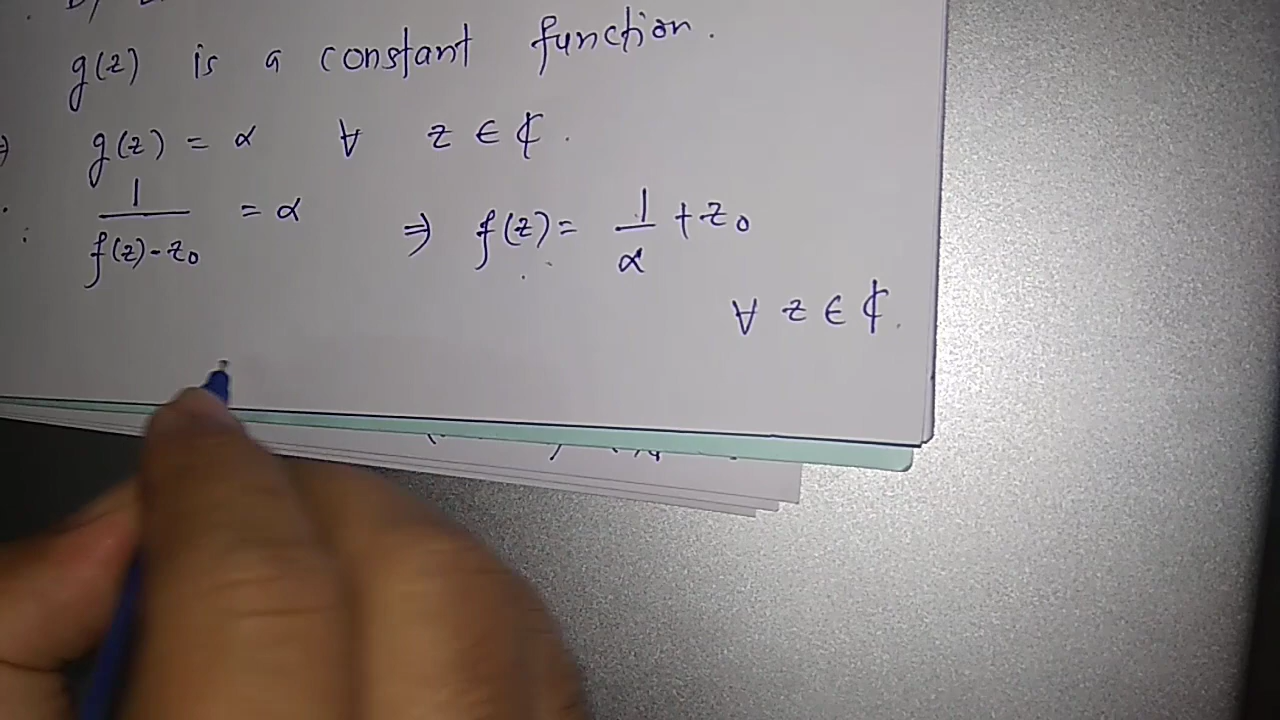 g(z) is a constant function.
g(z) = α ∀ z ∈ ₵.
∴ 1/(f(z)-z₀) = α ⇒ f(z) = 1/α + z₀
∀ z ∈ ₵.